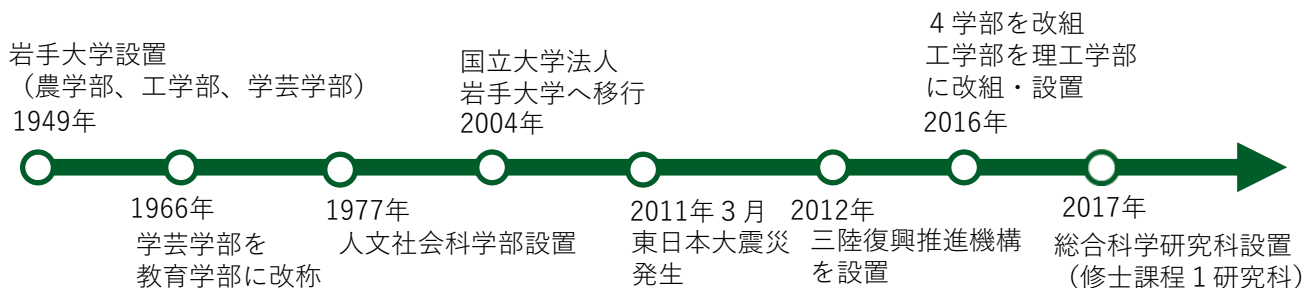 岩手大学設置
（農学部、工学部、学芸学部）
1949年
1966年
学芸学部を
教育学部に改称
1977年
人文社会科学部設置
国立大学法人
岩手大学へ移行
2004年
2011年３月
東日本大震災
発生
2012年
三陸復興推進機構
を設置
４学部を改組
工学部を理工学部
に改組・設置
2016年
2017年
総合科学研究科設置
（修士課程１研究科）